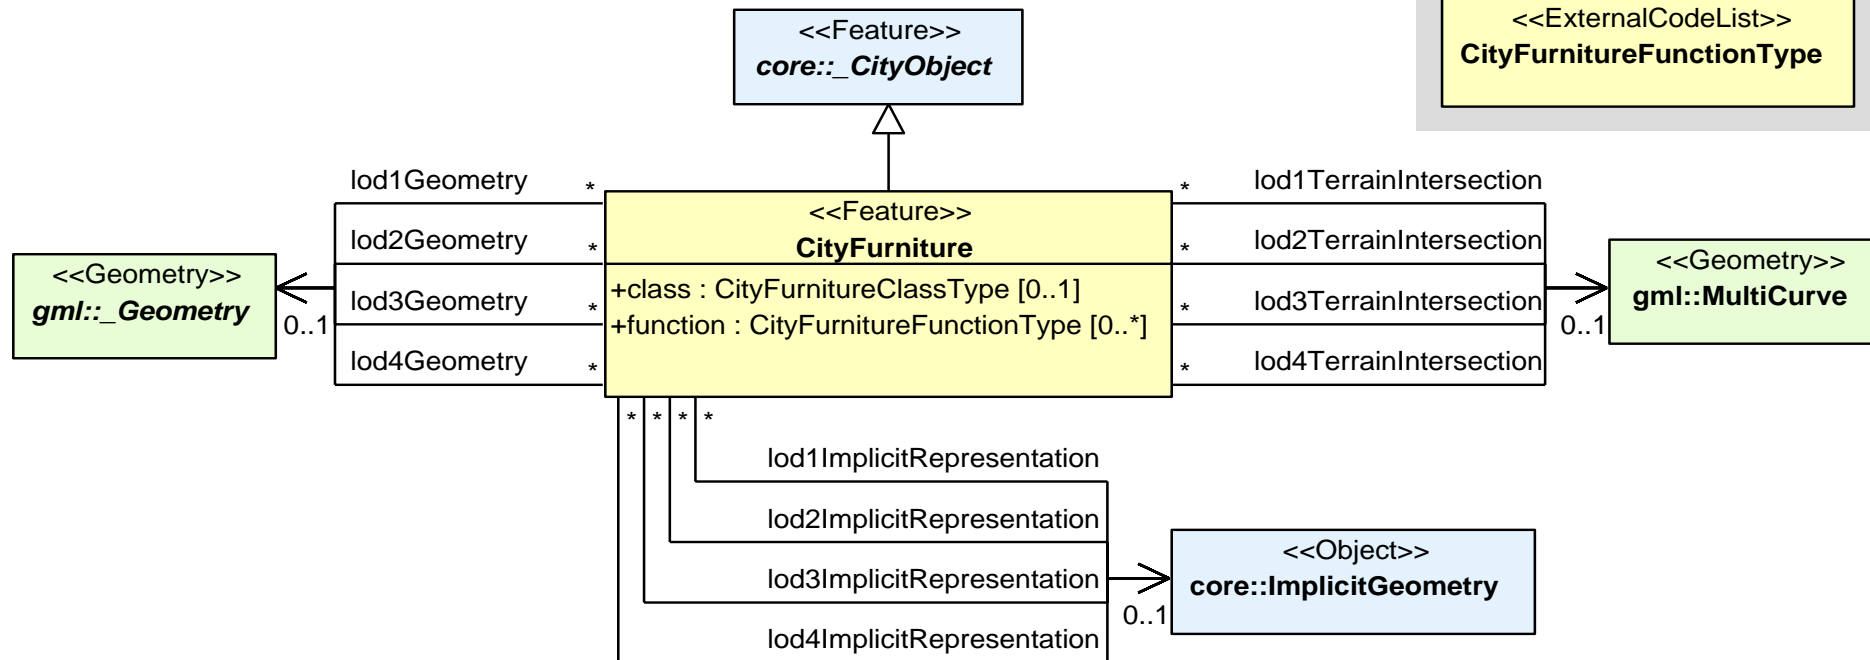 <<ExternalCodeList>>
CityFurnitureFunctionType
<<Feature>>
core::_CityObject
lod1Geometry
*
*
lod1TerrainIntersection
<<Feature>>
CityFurniture
lod2Geometry
*
*
lod2TerrainIntersection
<<Geometry>>
gml::_Geometry
0..1
<<Geometry>>
gml::MultiCurve
0..1
+class : CityFurnitureClassType [0..1]
+function : CityFurnitureFunctionType [0..*]
lod3Geometry
*
*
lod3TerrainIntersection
lod4Geometry
*
*
lod4TerrainIntersection
* * * *
lod1ImplicitRepresentation
lod2ImplicitRepresentation
lod3ImplicitRepresentation
lod4ImplicitRepresentation
0..1
<<Object>>
core::ImplicitGeometry